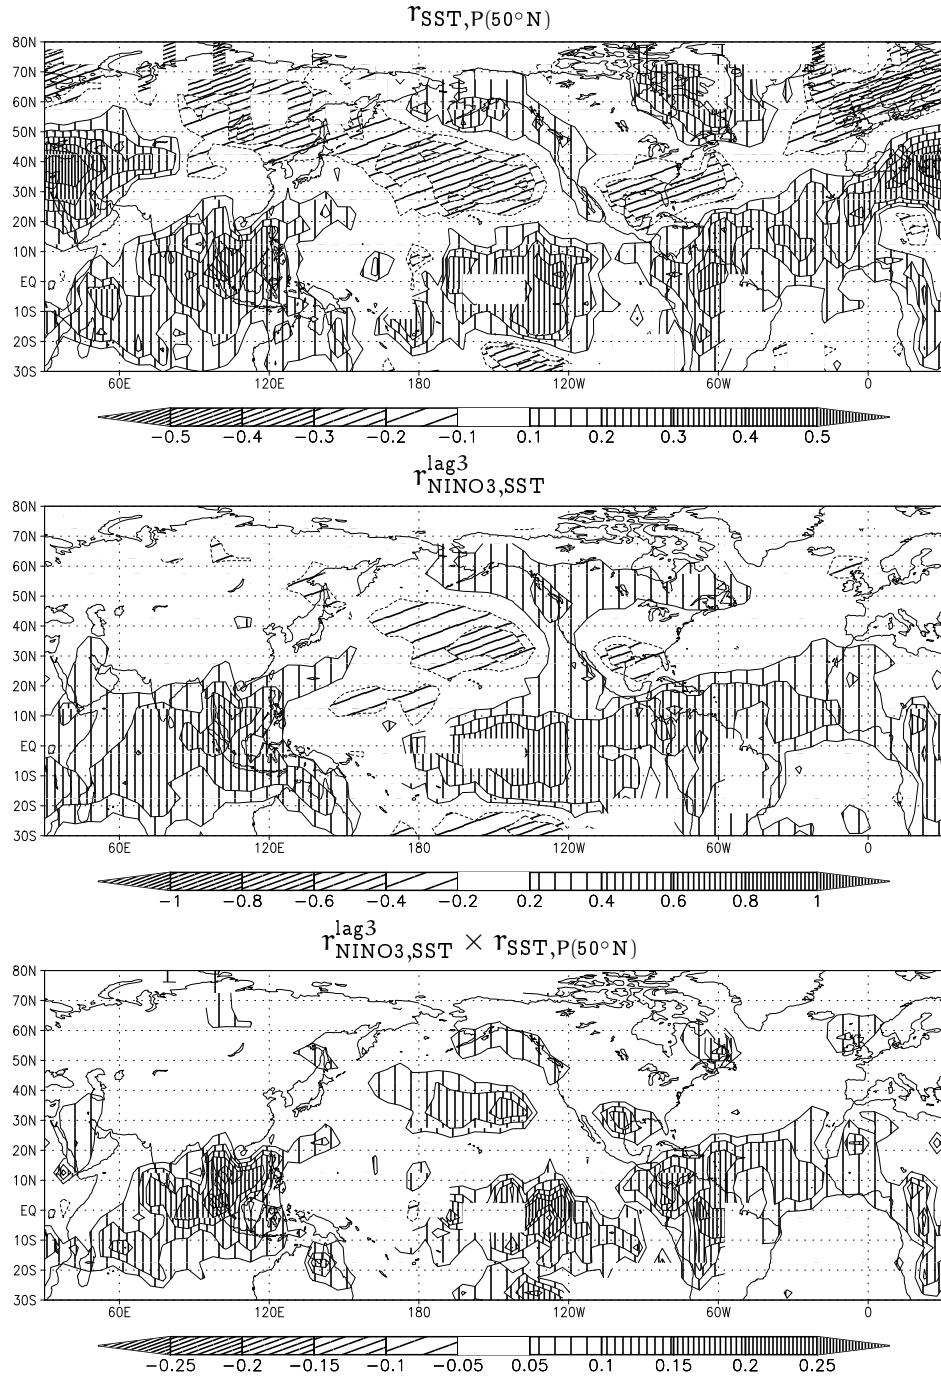 rSST,P(50°N)
80N
70N
60N
50N
40N
30N
20N
10N
EQ
10S
20S
30S
60E 120E 180 120W 60W 0
−0.5 −0.4 −0.3 −0.2 −0.1 0.1 0.2 0.3 0.4 0.5
r lag3 NINO3,SST
80N
70N
60N
50N
40N
30N
20N
10N
EQ
10S
20S
30S
60E 120E 180 120W 60W 0
−1 −0.8 −0.6 −0.4 −0.2 0.2 0.4 0.6 0.8 1
r lag3 NINO3,SST × rSST,P(50°N)
80N
70N
60N
50N
40N
30N
20N
10N
EQ
10S
20S
30S
60E 120E 180 120W 60W 0
−0.25 −0.2 −0.15 −0.1 −0.05 0.05 0.1 0.15 0.2 0.25